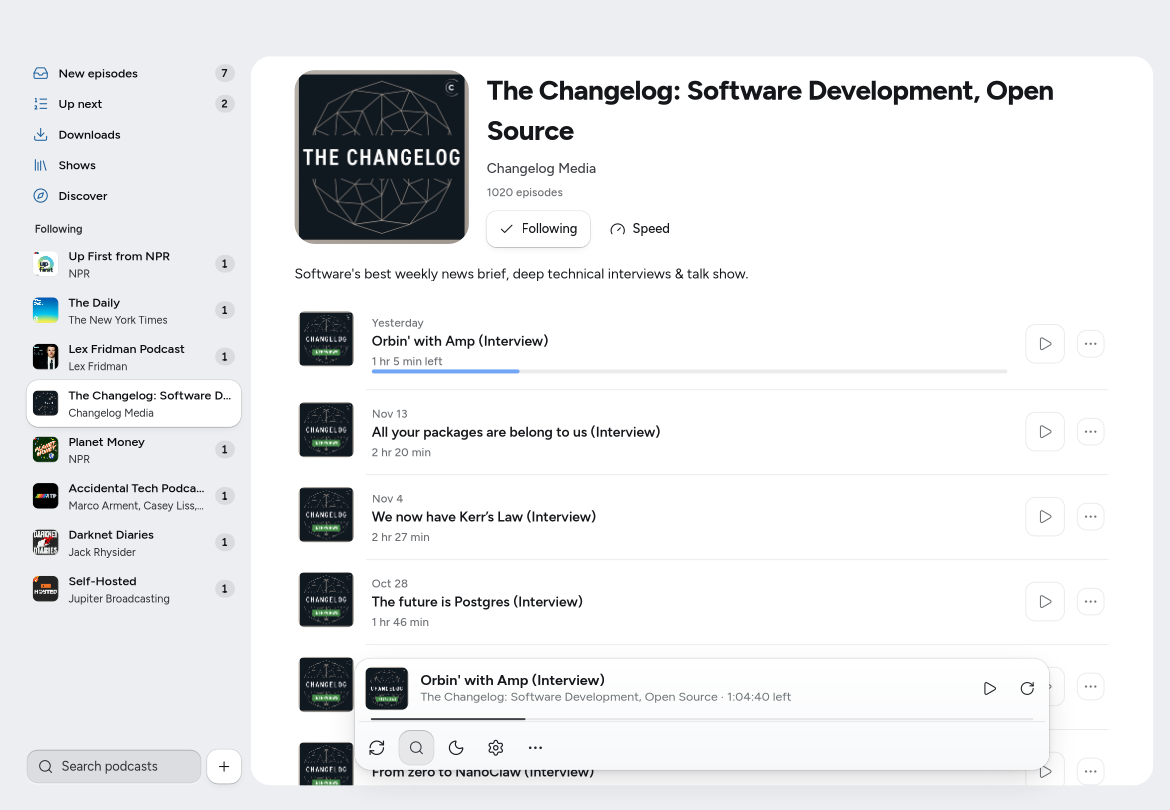 New episodes
7
Up next
2
Downloads
Shows
Discover
Following
Up First from NPR
NPR
1
The Daily
The New York Times
1
Lex Fridman Podcast
Lex Fridman
1
The Changelog: Software D...
Changelog Media
Planet Money
NPR
1
Accidental Tech Podca...
Marco Arment, Casey Liss,...
1
Darknet Diaries
Jack Rhysider
1
Self-Hosted
Jupiter Broadcasting
1
Search podcasts
THE CHANGELOG
The Changelog: Software Development, Open
Source
Changelog Media
1020 episodes
Following
Speed
Software's best weekly news brief, deep technical interviews & talk show.
Yesterday
Orbin' with Amp (Interview)
1 hr 5 min left
Nov 13
All your packages are belong to us (Interview)
2 hr 20 min
Nov 4
We now have Kerr’s Law (Interview)
2 hr 27 min
Oct 28
The future is Postgres (Interview)
1 hr 46 min
Orbin' with Amp (Interview)
The Changelog: Software Development, Open Source · 1:04:40 left
From zero to NanoClaw (Interview)